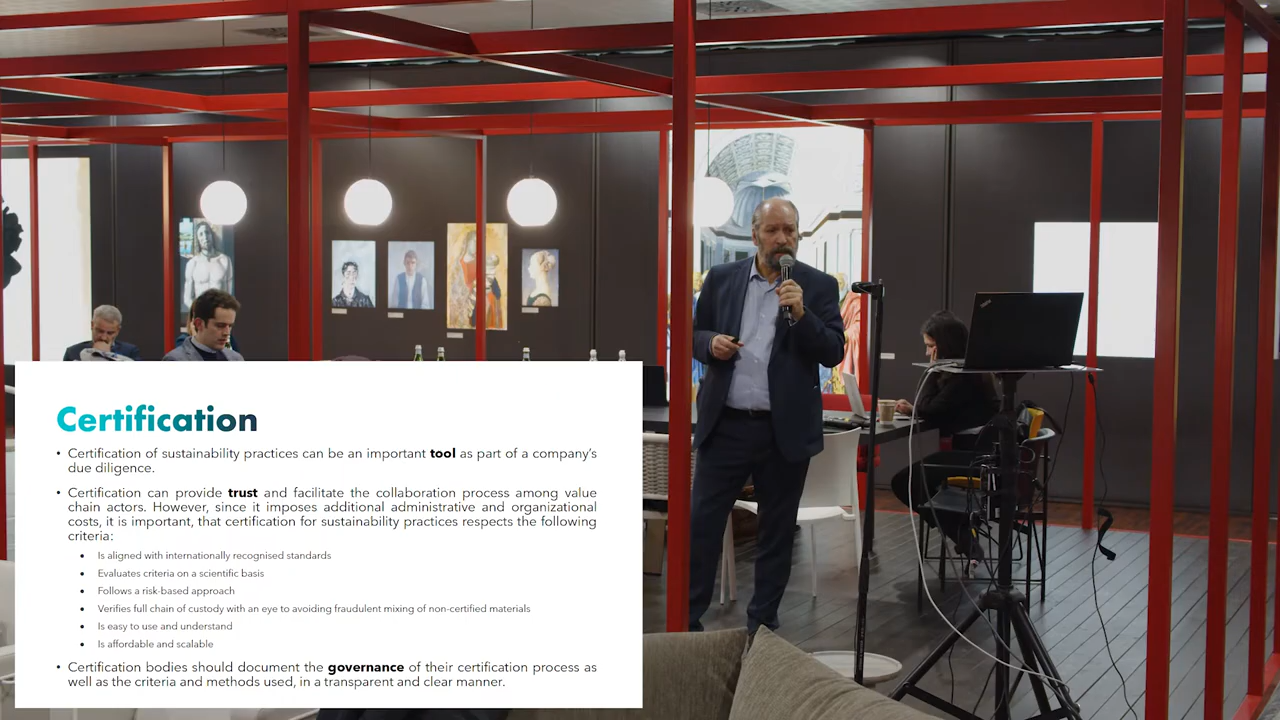 Certification
• Certification of sustainability practices can be an important tool as part of a company's
due diligence.
• Certification can provide trust and facilitate the collaboration process among value
chain actors. However, since it imposes additional administrative and organizational
costs, it is important, that certification for sustainability practices respects the following
criteria:
• Is aligned with internationally recognised standards
• Evaluates criteria on a scientific basis
• Follows a risk-based approach
• Verifies full chain of custody with an eye to avoiding fraudulent mixing of non-certified materials
• Is easy to use and understand
• Is affordable and scalable
• Certification bodies should document the governance of their certification process as
well as the criteria and methods used, in a transparent and clear manner.